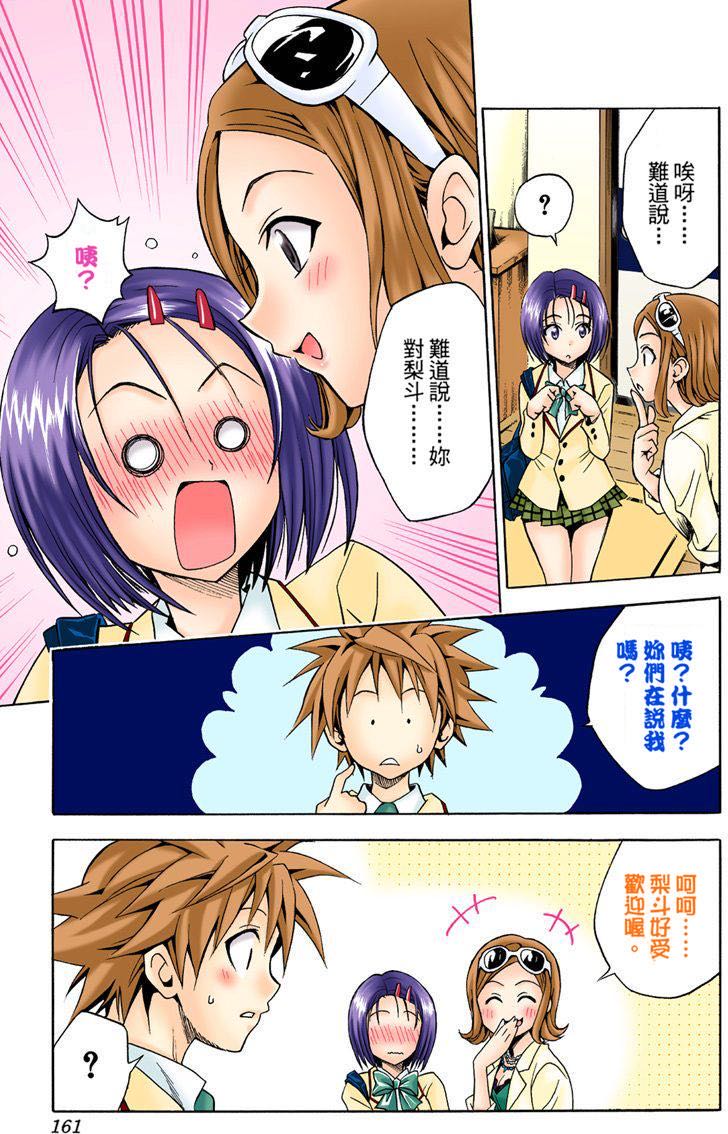 唉呀……
難道說…
？
難道說……妳
對梨斗………
咦？
咦？什麼？
妳們在說我
嗎？
呵呵……
梨斗好受
歡迎喔。
？
161